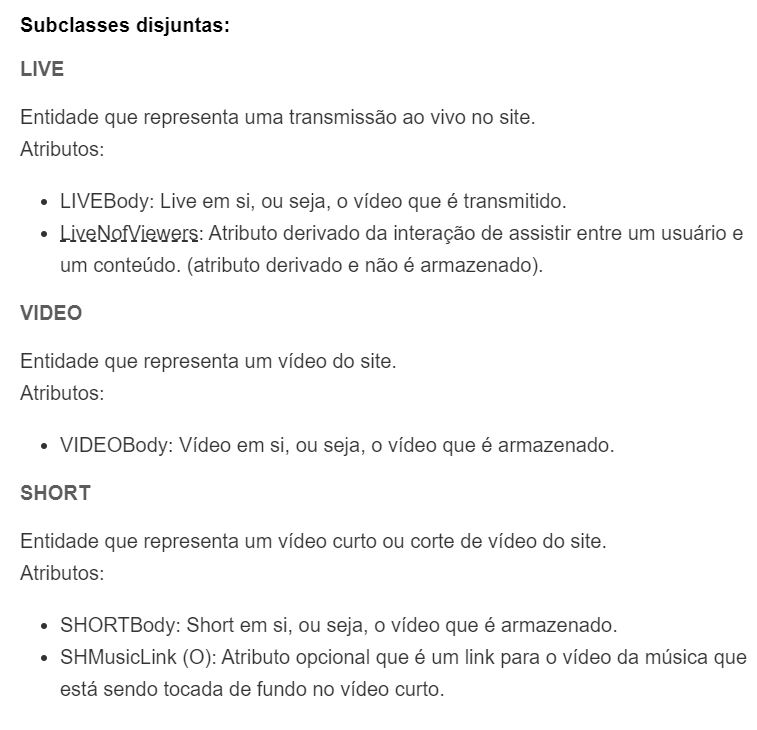 Subclasses disjuntas:
LIVE
Entidade que representa uma transmissão ao vivo no site.
Atributos:
• LIVEBody: Live em si, ou seja, o vídeo que é transmitido.
• LiveNofViewers: Atributo derivado da interação de assistir entre um usuário e
um conteúdo. (atributo derivado e não é armazenado).
VIDEO
Entidade que representa um vídeo do site.
Atributos:
• VIDEOBody: Vídeo em si, ou seja, o vídeo que é armazenado.
SHORT
Entidade que representa um vídeo curto ou corte de vídeo do site.
Atributos:
• SHORTBody: Short em si, ou seja, o vídeo que é armazenado.
• SHMusicLink (O): Atributo opcional que é um link para o vídeo da música que
está sendo tocada de fundo no vídeo curto.